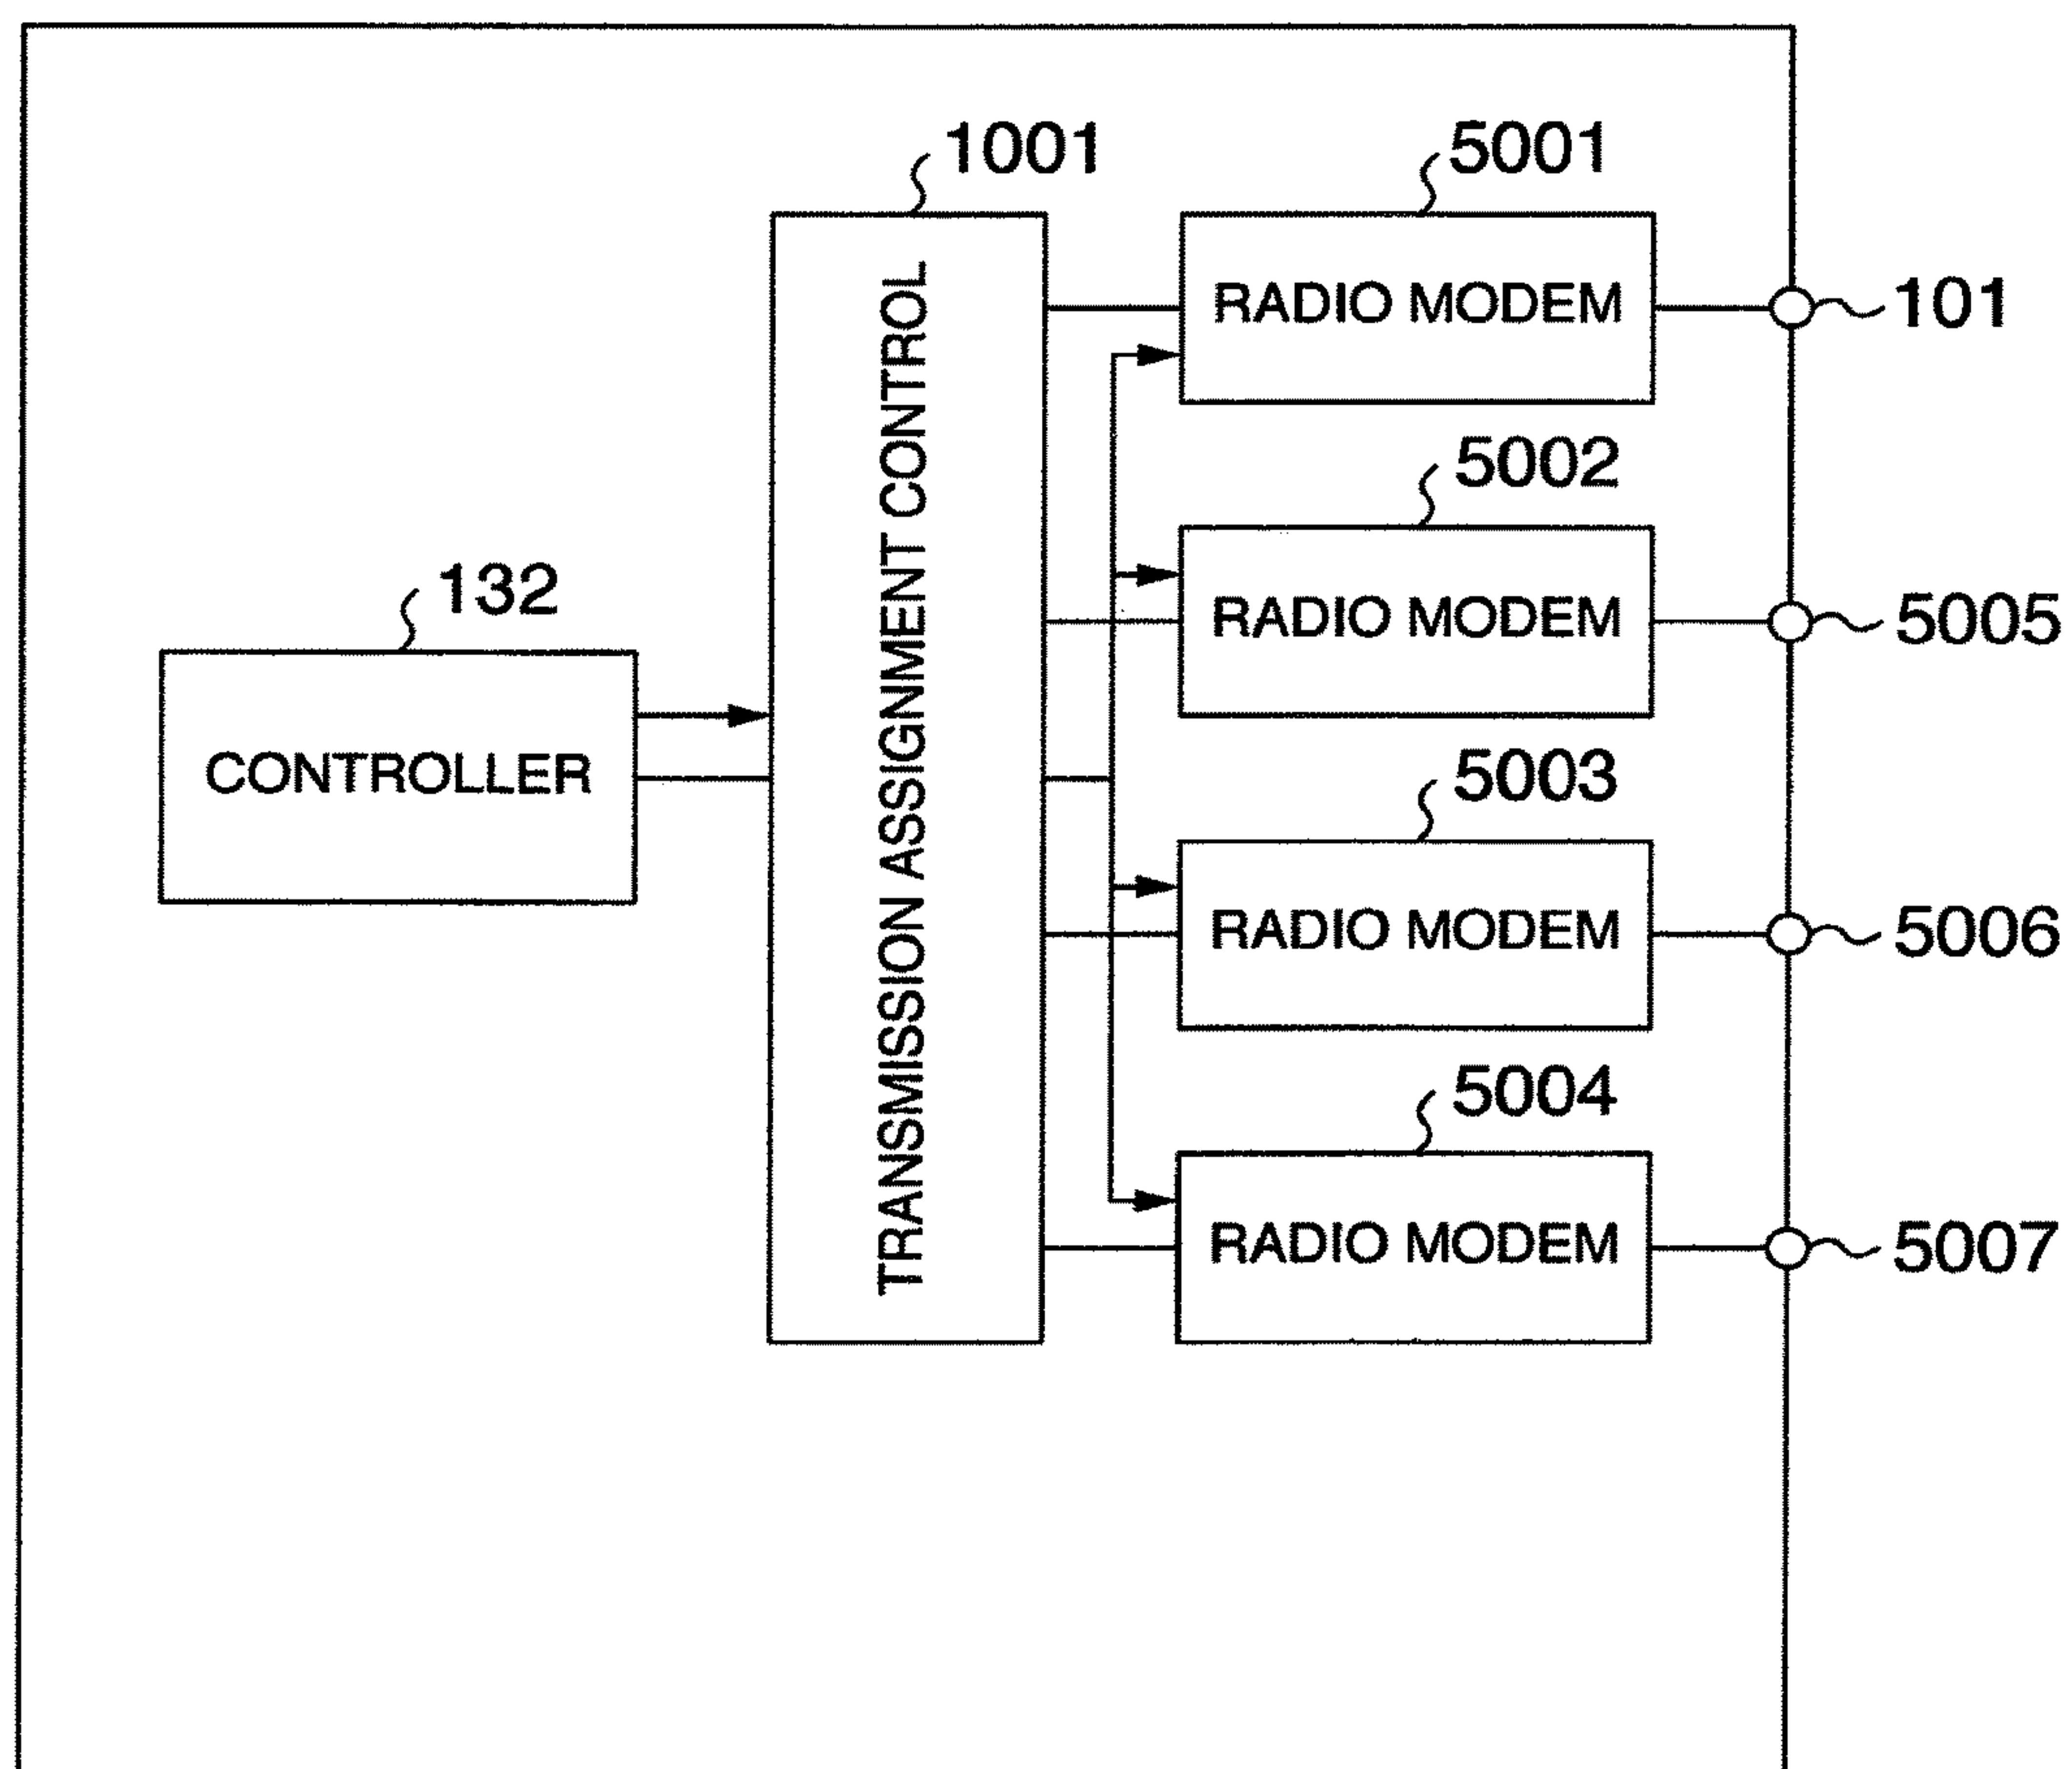 1001
5001
RADIO MODEM
101
5002
RADIO MODEM
5005
132
CONTROLLER
TRANSMISSION ASSIGNMENT CONTROL
5003
RADIO MODEM
5006
5004
RADIO MODEM
5007